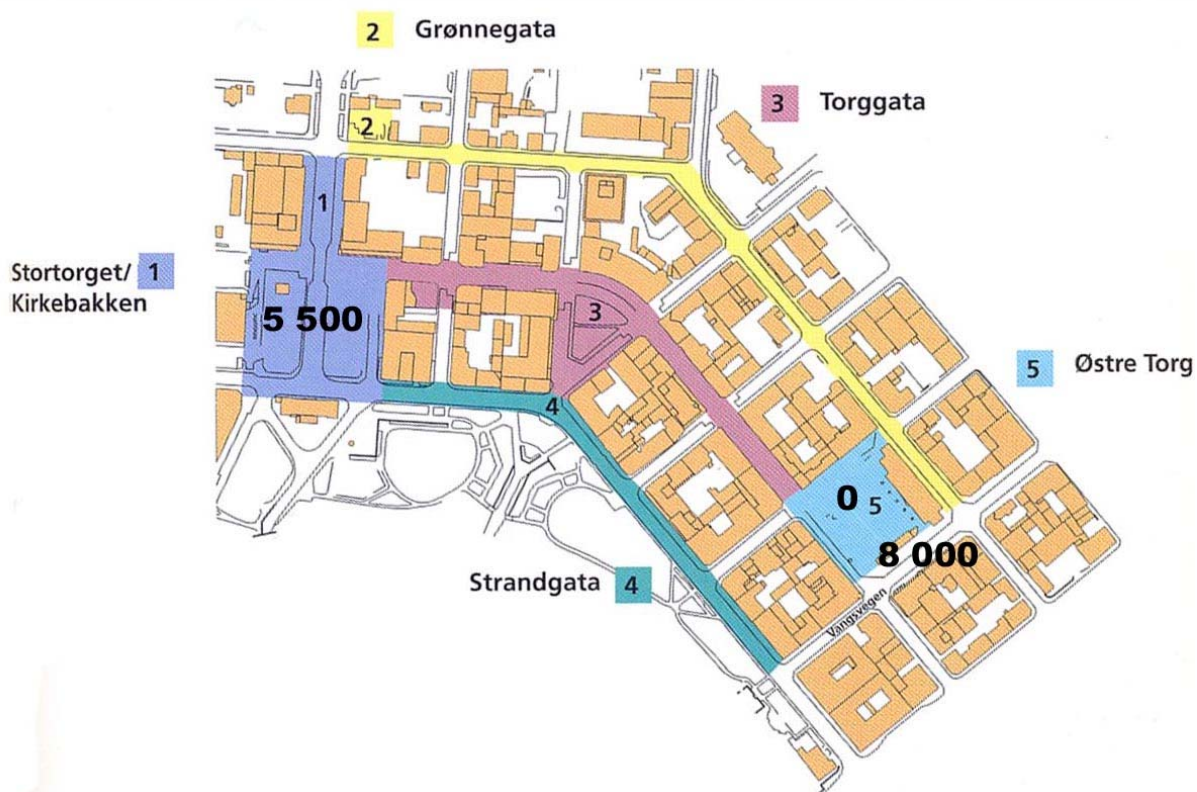 2 Grønnegata
3 Torggata
2
1
Stortorget/ 1
Kirkebakken
5 500
3
5 Østre Torg
4
0 5
8 000
Strandgata 4
Vangsvegen